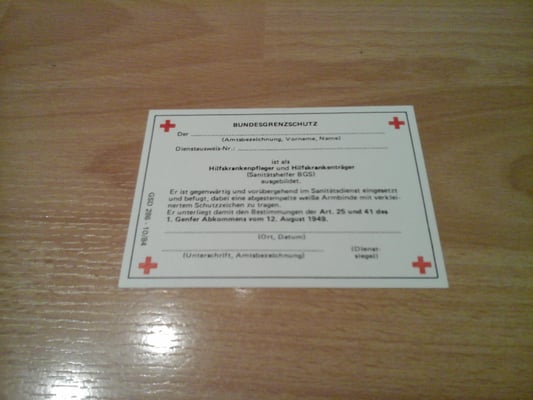 BUNDESGRENZSCHUTZ
Der
(Amtsbezeichnung, Vorname, Name)
Dienstausweis-Nr.:
ist als
Hilfskrankenpfleger und Hilfskrankenträger
(Sanitätshelfer BGS)
ausgebildet.
Er ist gegenwärtig und vorübergehend im Sanitätsdienst eingesetzt
und befugt, dabei eine abgestempelte weiße Armbinde mit verklei-
nertem Schutzzeichen zu tragen.
Er unterliegt damit den Bestimmungen der Art. 25 und 41 des
1. Genfer Abkommens vom 12. August 1949.
(Ort, Datum)
(Unterschrift, Amtsbezeichnung)
(Dienst-
siegel)
GSD 286 - 10/84